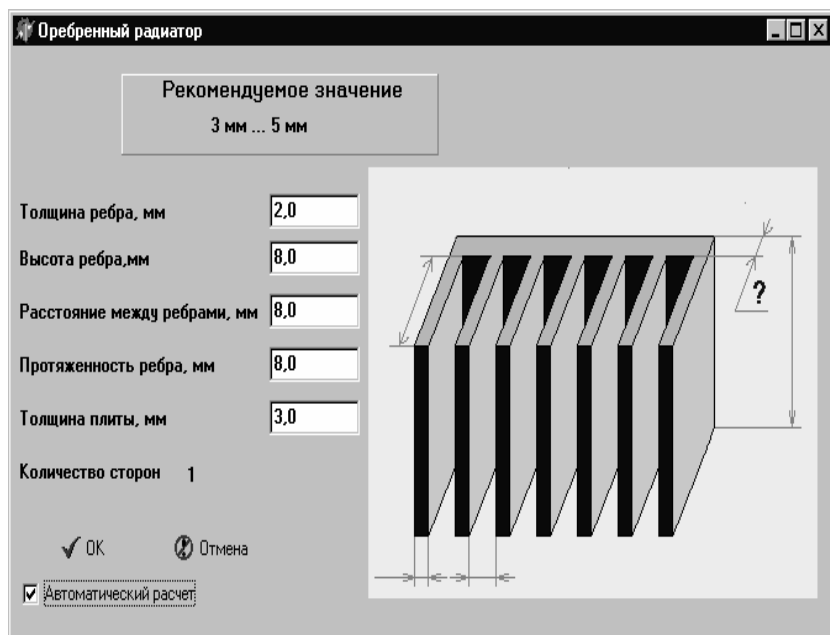 Оребренный радиатор
Рекомендуемое значение
3 мм ... 5 мм
Толщина ребра, мм 2,0
Высота ребра,мм 8,0
Расстояние между ребрами, мм 8,0
Протяженность ребра, мм 8,0
Толщина плиты, мм 3,0
Количество сторон 1
?
OK Отмена
Автоматический расчет